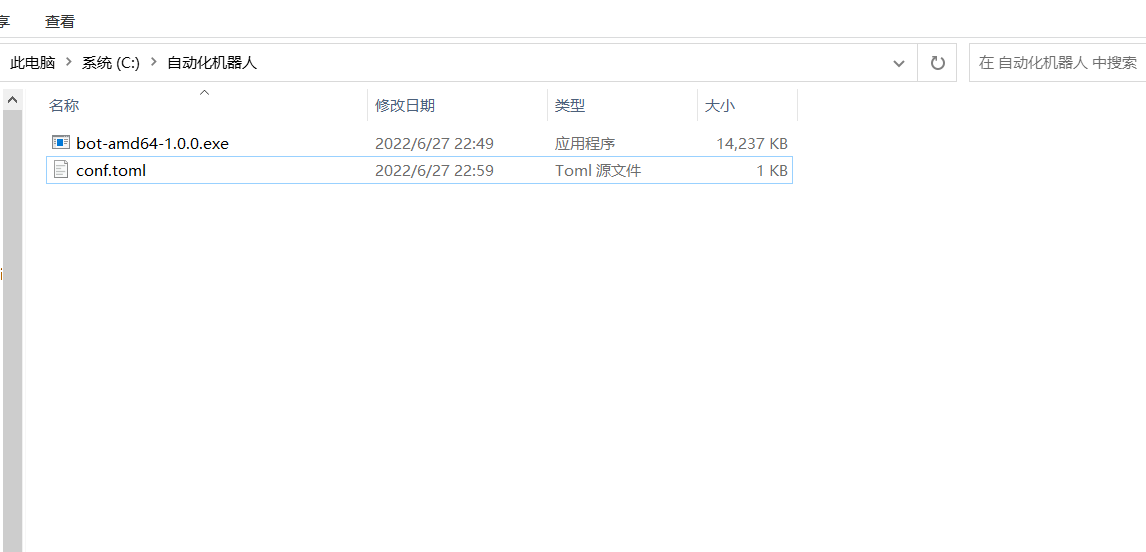 享 查看
此电脑 系统 (C:) 自动化机器人 在 自动化机器人 中搜索
名称 修改日期 类型 大小
bot-amd64-1.0.0.exe 2022/6/27 22:49 应用程序 14,237 KB
conf.toml 2022/6/27 22:59 Toml 源文件 1 KB